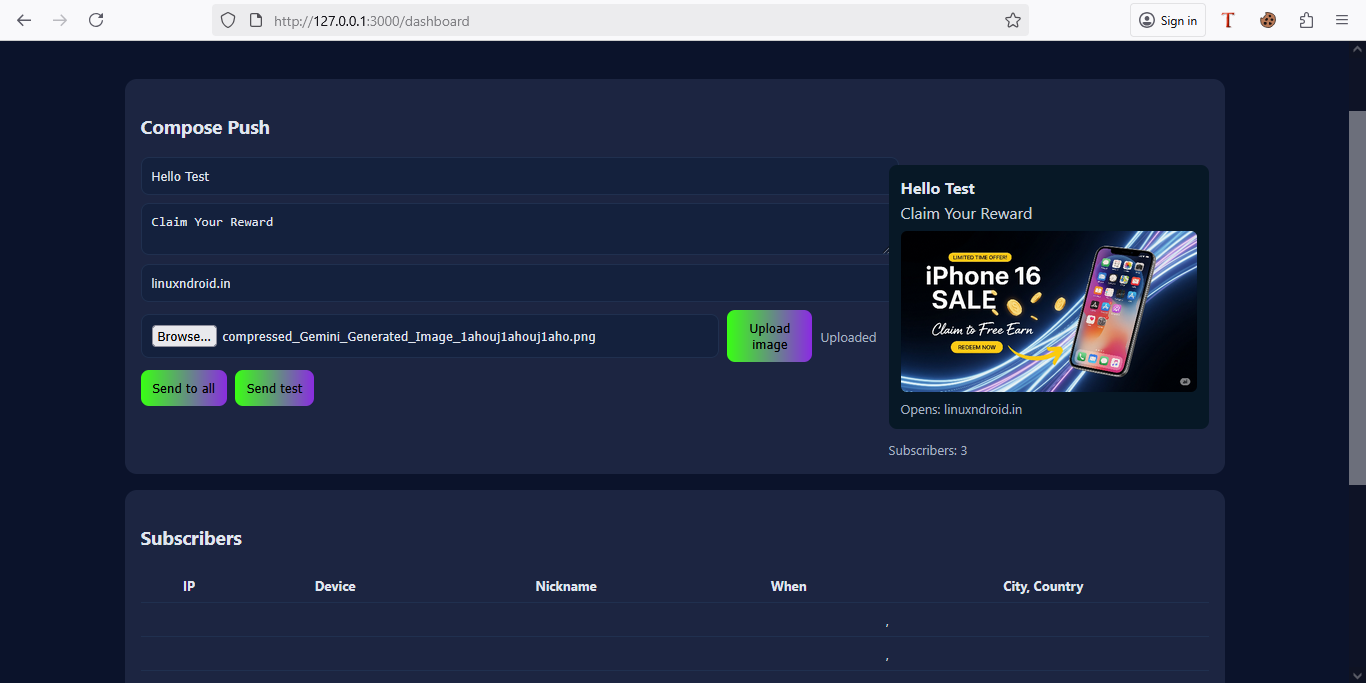 http://127.0.0.1:3000/dashboard
Sign in
T
Compose Push
Hello Test
Claim Your Reward
linuxndroid.in
Browse... compressed_Gemini_Generated_Image_1ahouj1ahouj1aho.png
Upload image
Uploaded
Send to all
Send test
Hello Test
Claim Your Reward
LIMITED TIME OFFER!
iPhone 16
SALE
Claim to Free Earn
REDEEM NOW
Opens: linuxndroid.in
Subscribers: 3
Subscribers
IP Device Nickname When City, Country
,
,